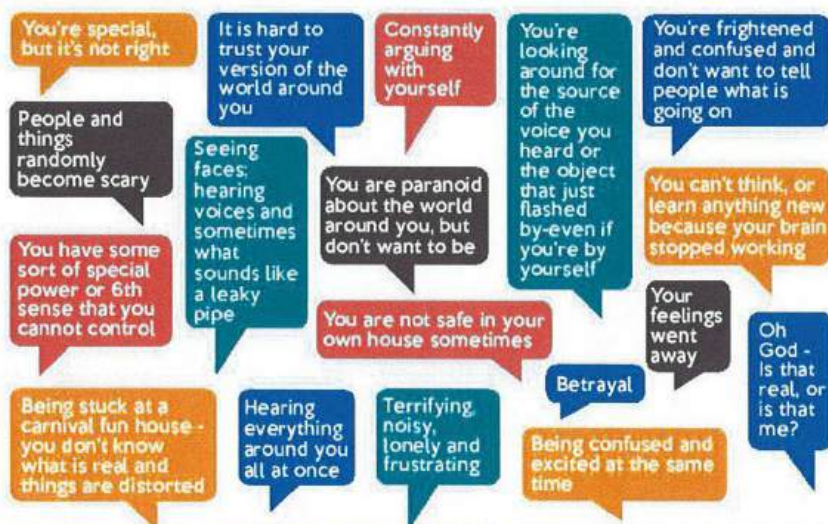 You're special,
but it's not right
It is hard to
trust your
version of the
world around
you
Constantly
arguing
with
yourself
You're
looking
around for
the source
of the
voice you
heard or
the object
that just
flashed
by-even if
you're by
yourself
You're frightened
and confused and
don't want to tell
people what is
going on
People and
things
randomly
become scary
Seeing
faces;
hearing
voices and
sometimes
what
sounds like
a leaky
pipe
You are paranoid
about the world
around you, but
don't want to be
You can't think, or
learn anything new
because your brain
stopped working
You have some
sort of special
power or 6th
sense that you
cannot control
You are not safe in your
own house sometimes
Your
feelings
went
away
Oh
God -
Is that
real, or
is that
me?
Being stuck at a
carnival fun house -
you don't know
what is real and
things are distorted
Hearing
everything
around you
all at once
Terrifying,
noisy,
lonely and
frustrating
Betrayal
Being confused and
excited at the same
time